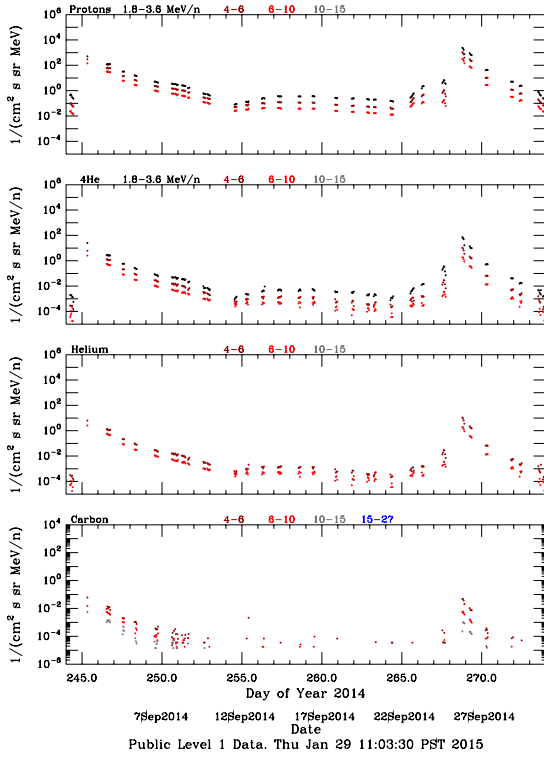 Protons 1.8-3.6 MeV/n 4-6 6-10 10-15
10^6
10^4
10^2
10^0
10^-2
10^-4
1/(cm^2 s sr MeV)
4He 1.8-3.6 MeV/n 4-6 6-10 10-15
10^6
10^4
10^2
10^0
10^-2
10^-4
1/(cm^2 s sr MeV/n)
Helium 4-6 6-10 10-15
10^6
10^4
10^2
10^0
10^-2
10^-4
1/(cm^2 s sr MeV/n)
Carbon 4-6 6-10 10-15 15-27
10^4
10^4
10^2
10^0
10^-2
10^-4
10^-6
1/(cm^2 s sr MeV/n)
245.0 250.0 255.0 260.0 265.0 270.0
Day of Year 2014
7Sep2014 12Sep2014 17Sep2014 22Sep2014 27Sep2014
Date
Public Level 1 Data. Thu Jan 29 11:03:30 PST 2015